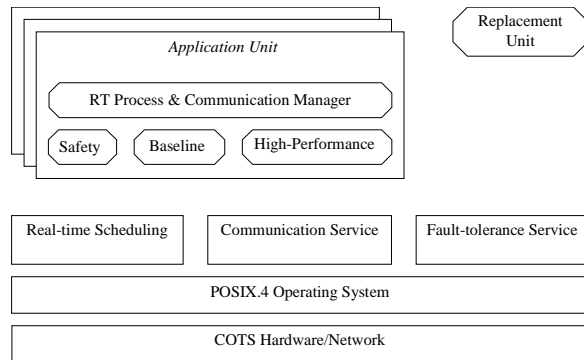 Application Unit
Replacement
Unit
RT Process & Communication Manager
Safety
Baseline
High-Performance
Real-time Scheduling
Communication Service
Fault-tolerance Service
POSIX.4 Operating System
COTS Hardware/Network